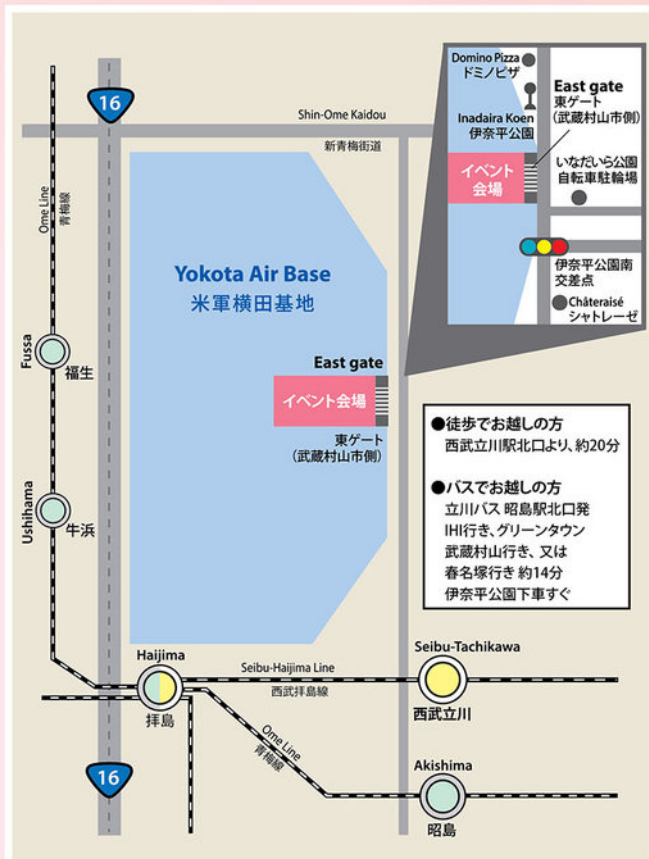 16
Shin-Ome Kaidou
新青梅街道
Ome Line
青梅線
Yokota Air Base
米軍横田基地
East gate
イベント会場
東ゲート
(武蔵村山市側)
Fussa
福生
Ushihama
牛浜
Domino Pizza
ドミノピザ
Inadaira Koen
伊奈平公園
East gate
東ゲート
(武蔵村山市側)
イベント
会場
いなだいら公園
自転車駐輪場
伊奈平公園南
交差点
Châteraisé
シャトレーゼ
●徒歩でお越しの方
西武立川駅北口より、約20分
●バスでお越しの方
立川バス 昭島駅北口発
IHI行き、グリーンタウン
武蔵村山行き、又は
春名塚行き 約14分
伊奈平公園下車すぐ
Haijima
拝島
Seibu-Haijima Line
西武拝島線
Seibu-Tachikawa
西武立川
Ome Line
青梅線
Akishima
昭島
16